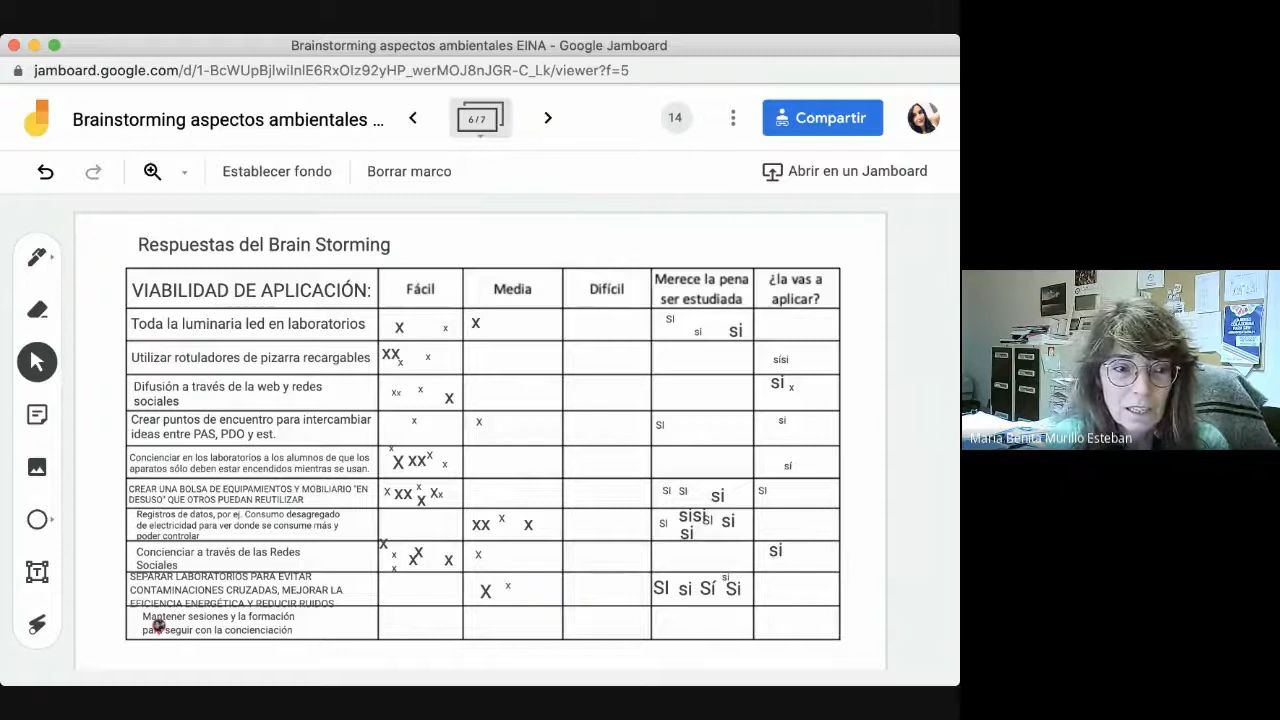 Brainstorming aspectos ambientales EINA - Google Jamboard
jamboard.google.com/d/1-BcWUpBjlwiInlE6RxOIz92yHP_werMOJ8nJGR-C_Lk/viewer?f=5
Brainstorming aspectos ambientales ...
6/7
14
Compartir
Establecer fondo
Borrar marco
Abrir en un Jamboard
Respuestas del Brain Storming
VIABILIDAD DE APLICACIÓN: Fácil Media Difícil Merece la pena ser estudiada ¿la vas a aplicar?
Toda la luminaria led en laboratorios X x X SI si si
Utilizar rotuladores de pizarra recargables XX x x sísi
Difusión a través de la web y redes
sociales xx x X si x
Crear puntos de encuentro para intercambiar
ideas entre PAS, PDO y est. x x SI si
Concienciar en los laboratorios a los alumnos de que los
aparatos sólo deben estar encendidos mientras se usan. x X XX x x sí
CREAR UNA BOLSA DE EQUIPAMIENTOS Y MOBILIARIO "EN
DESUSO" QUE OTROS PUEDAN REUTILIZAR x XX x X X x SI SI si SI
Registros de datos, por ej. Consumo desagregado
de electricidad para ver donde se consume más y
poder controlar XX x X SI sisi SI si si
Concienciar a través de las Redes
Sociales X x x X X X x si
SEPARAR LABORATORIOS PARA EVITAR
CONTAMINACIONES CRUZADAS, MEJORAR LA
EFICIENCIA ENERGÉTICA Y REDUCIR RUIDOS X x SI si Sí si Si
Mantener sesiones y la formación
seguir con la concienciación
Maria Benita Murillo Esteban